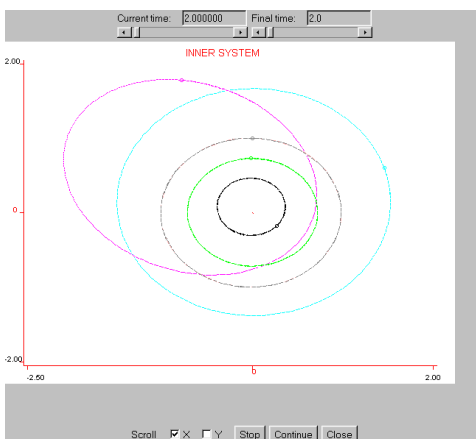 Current time: 2.000000 Final time: 2.0
INNER SYSTEM
2.00
0
-2.00
-2.50 0 2.00
Scroll X Y Stop Continue Close